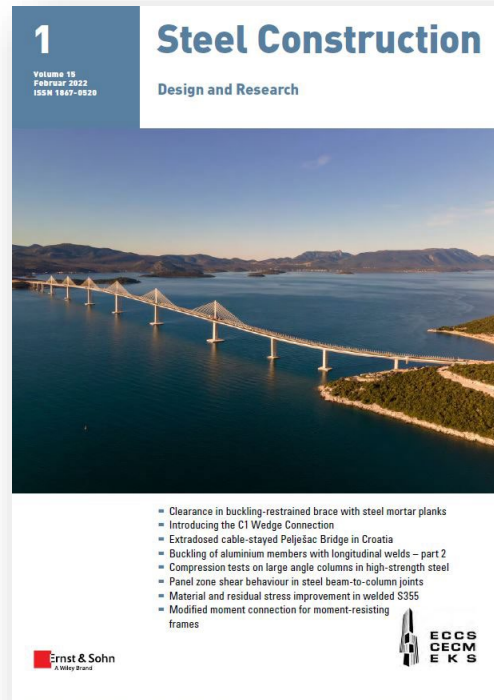 1
Volume 15
Februar 2022
ISSN 1867-0520
Steel Construction
Design and Research
Clearance in buckling-restrained brace with steel mortar planks
Introducing the C1 Wedge Connection
Extradosed cable-stayed Pelješac Bridge in Croatia
Buckling of aluminium members with longitudinal welds – part 2
Compression tests on large angle columns in high-strength steel
Panel zone shear behaviour in steel beam-to-column joints
Material and residual stress improvement in welded S355
Modified moment connection for moment-resisting
frames
Ernst & Sohn
A Wiley Brand
ECCS
CECM
E K S